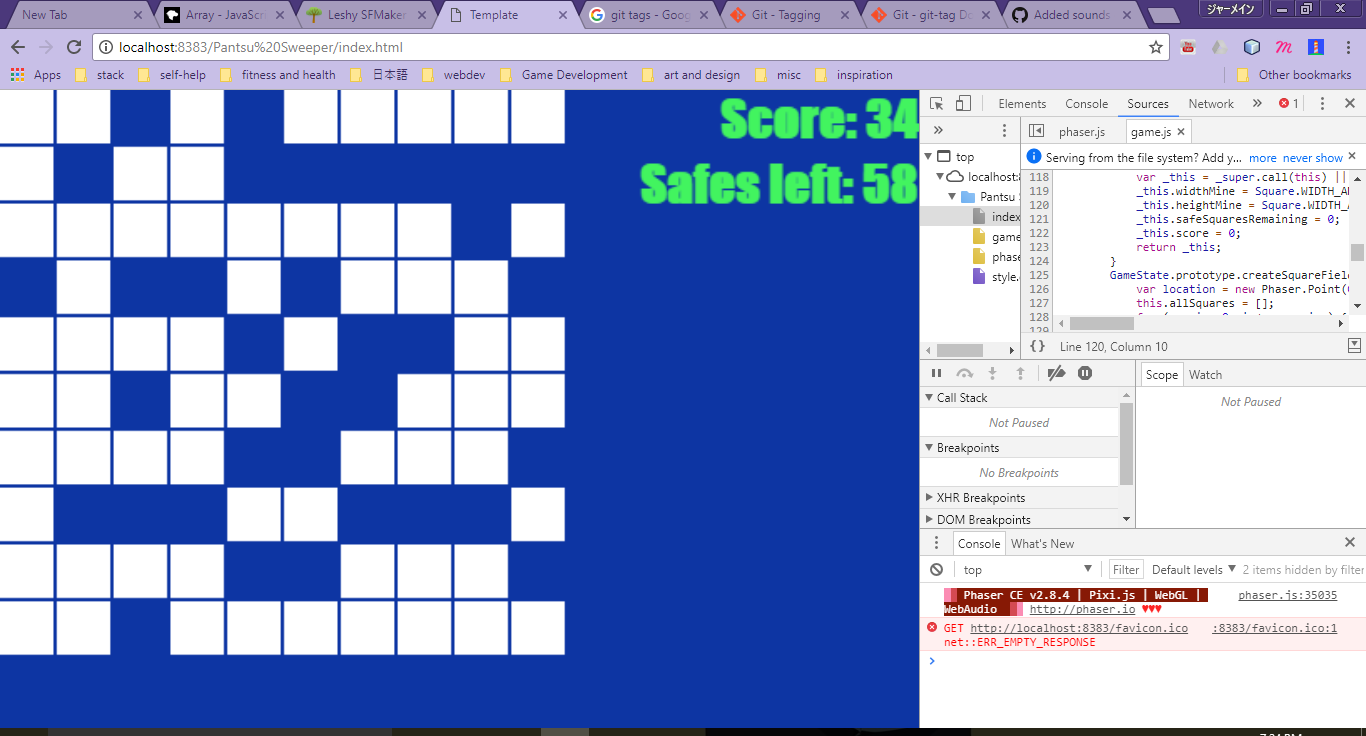 New Tab
Array - JavaScr
Leshy SFMaker
Template
git tags - Goog
Git - Tagging
Git - git-tag Do
Added sounds
ジャーメイン
localhost:8383/Pantsu%20Sweeper/index.html
Apps
stack
self-help
fitness and health
日本語
webdev
Game Development
art and design
misc
inspiration
Other bookmarks
Score: 34
Safes left: 58
Elements
Console
Sources
Network
1
phaser.js
game.js
Serving from the file system? Add y... more never show
top
localhost:
Pantsu
index
game
phase
style.
118 var _this = _super.call(this) ||
119 _this.widthMine = Square.WIDTH_A
120 _this.heightMine = Square.WIDTH_A
121 _this.safeSquaresRemaining = 0;
122 _this.score = 0;
123 return _this;
124 }
125 GameState.prototype.createSquareFiel
126 var location = new Phaser.Point(
127 this.allSquares = [];
128
129
{} Line 120, Column 10
Call Stack
Not Paused
Breakpoints
No Breakpoints
XHR Breakpoints
DOM Breakpoints
Scope
Watch
Not Paused
Console
What's New
top
Filter
Default levels
2 items hidden by filter
Phaser CE v2.8.4 | Pixi.js | WebGL | phaser.js:35035
WebAudio http://phaser.io ♥♥♥
GET http://localhost:8383/favicon.ico :8383/favicon.ico:1
net::ERR_EMPTY_RESPONSE